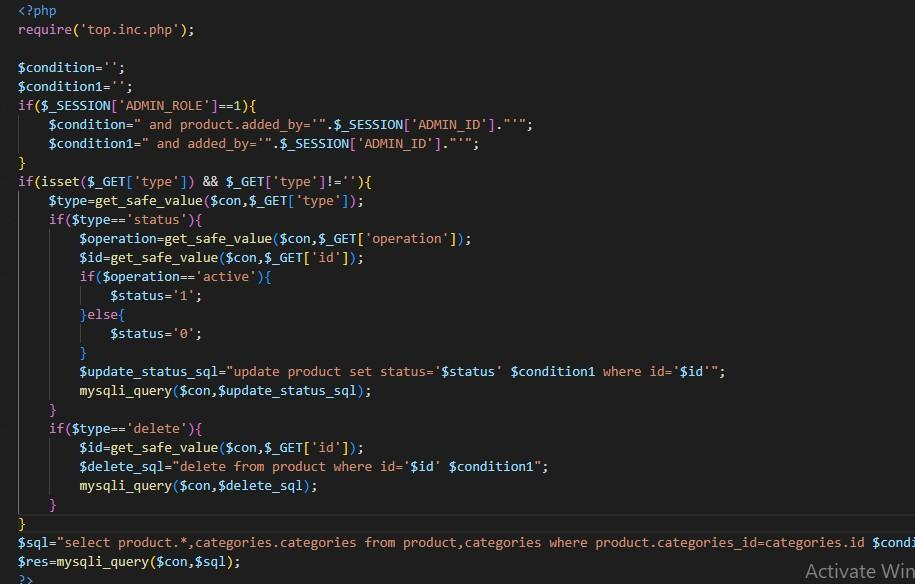 <?php
require('top.inc.php');
$condition='';
$condition1='';
if($_SESSION['ADMIN_ROLE']==1){
$condition=" and product.added_by='".$_SESSION['ADMIN_ID']."'";
$condition1=" and added_by='".$_SESSION['ADMIN_ID']."'";
}
if(isset($_GET['type']) && $_GET['type']!=''){
$type=get_safe_value($con,$_GET['type']);
if($type=='status'){
$operation=get_safe_value($con,$_GET['operation']);
$id=get_safe_value($con,$_GET['id']);
if($operation=='active'){
$status='1';
}else{
$status='0';
}
$update_status_sql="update product set status='$status' $condition1 where id='$id'";
mysqli_query($con,$update_status_sql);
}
if($type=='delete'){
$id=get_safe_value($con,$_GET['id']);
$delete_sql="delete from product where id='$id' $condition1";
mysqli_query($con,$delete_sql);
}
}
$sql="select product.*,categories.categories from product,categories where product.categories_id=categories.id $condi
$res=mysqli_query($con,$sql);
?>
Activate Win